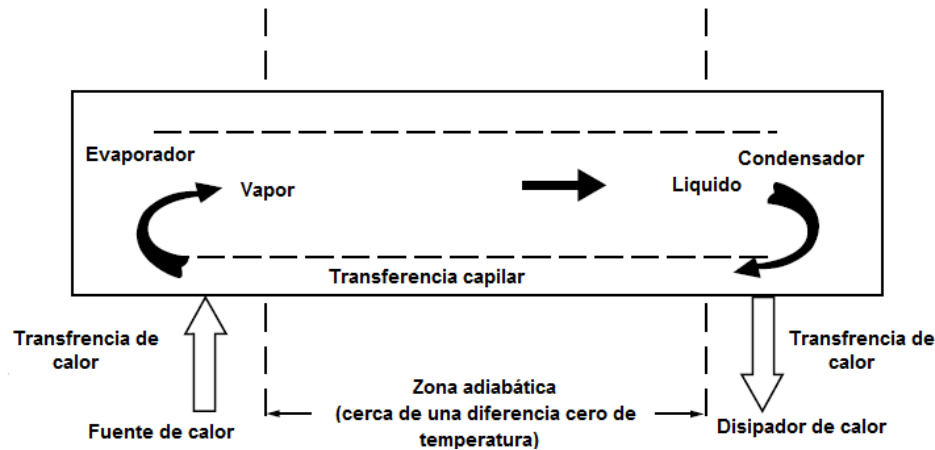 Evaporador
Condensador
Vapor
Liquido
Transferencia capilar
Transfrencia de
calor
Transfrencia de
calor
Zona adiabática
(cerca de una diferencia cero de
temperatura)
Fuente de calor
Disipador de calor